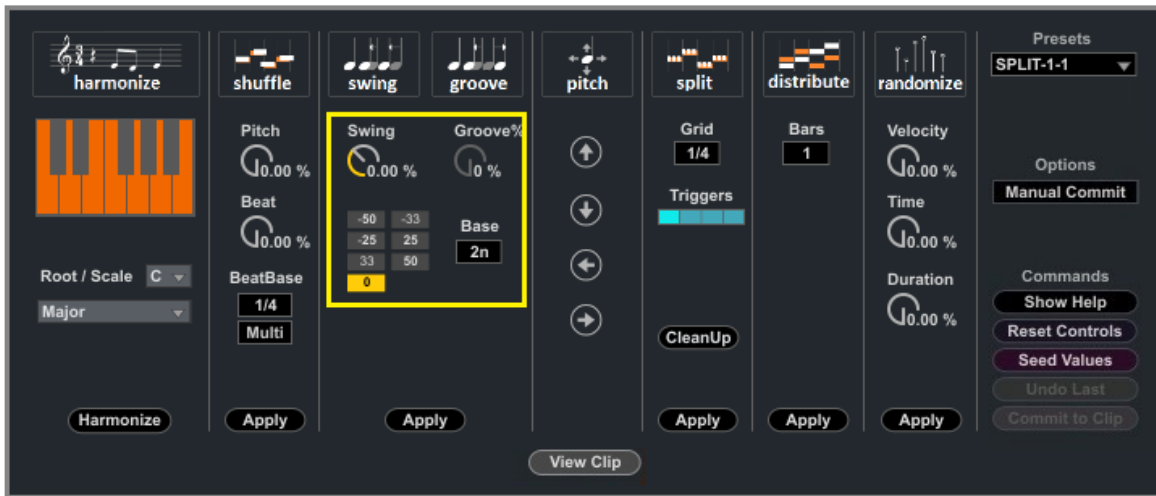 harmonize
shuffle
swing
groove
pitch
split
distribute
randomize
Presets
SPLIT-1-1
Pitch
0.00 %
Beat
0.00 %
BeatBase
1/4
Multi
Swing
0.00 %
Groove%
0 %
-50 -33
-25 25
33 50
0
Base
2n
Grid
1/4
Triggers
CleanUp
Bars
1
Velocity
0.00 %
Time
0.00 %
Duration
0.00 %
Options
Manual Commit
Root / Scale C
Major
Commands
Show Help
Reset Controls
Seed Values
Undo Last
Commit to Clip
Harmonize
Apply
Apply
Apply
Apply
Apply
View Clip